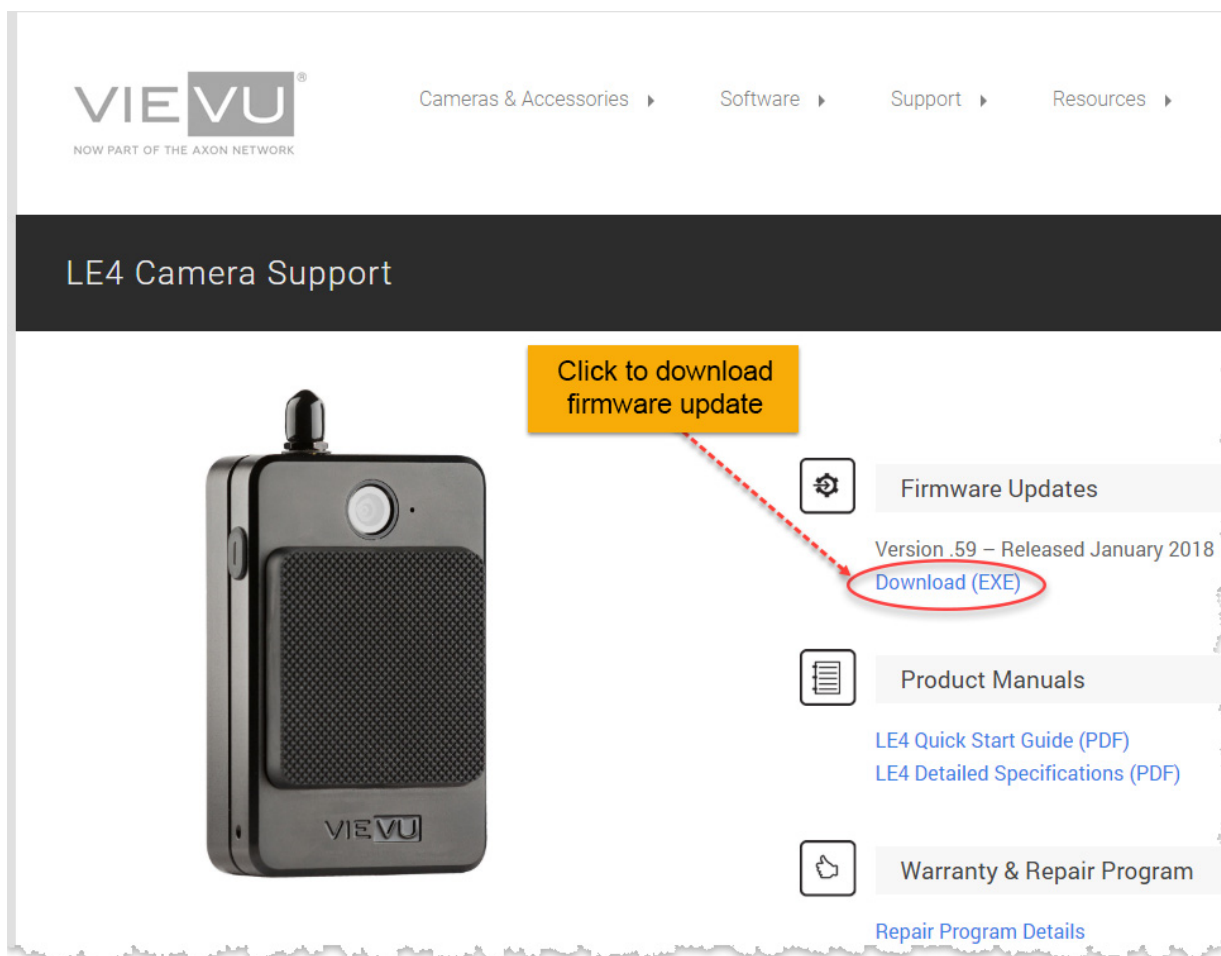 VIEVU®
NOW PART OF THE AXON NETWORK
Cameras & Accessories
Software
Support
Resources
LE4 Camera Support
Click to download
firmware update
Firmware Updates
Version .59 – Released January 2018
Download (EXE)
Product Manuals
LE4 Quick Start Guide (PDF)
LE4 Detailed Specifications (PDF)
VIEVU
Warranty & Repair Program
Repair Program Details